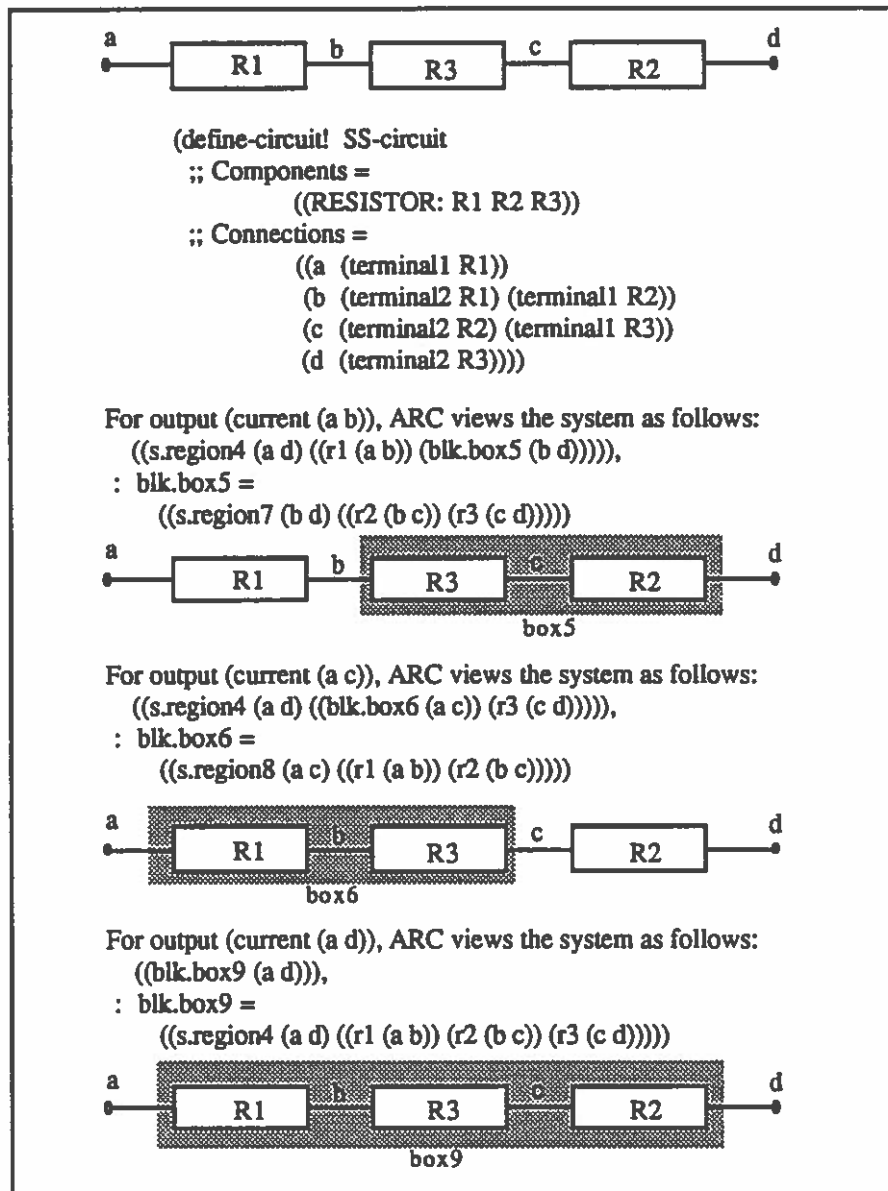 a b c d
R1 R3 R2
(define-circuit! SS-circuit
;; Components =
((RESISTOR: R1 R2 R3))
;; Connections =
((a (terminal1 R1))
(b (terminal2 R1) (terminal1 R2))
(c (terminal2 R2) (terminal1 R3))
(d (terminal2 R3))))
For output (current (a b)), ARC views the system as follows:
((s.region4 (a d) ((r1 (a b)) (blk.box5 (b d))))),
: blk.box5 =
((s.region7 (b d) ((r2 (b c)) (r3 (c d)))))
a b c d
R1 R3 R2
box5
For output (current (a c)), ARC views the system as follows:
((s.region4 (a d) ((blk.box6 (a c)) (r3 (c d))))),
: blk.box6 =
((s.region8 (a c) ((r1 (a b)) (r2 (b c)))))
a b c d
R1 R3 R2
box6
For output (current (a d)), ARC views the system as follows:
((blk.box9 (a d))),
: blk.box9 =
((s.region4 (a d) ((r1 (a b)) (r2 (b c)) (r3 (c d)))))
a b c d
R1 R3 R2
box9